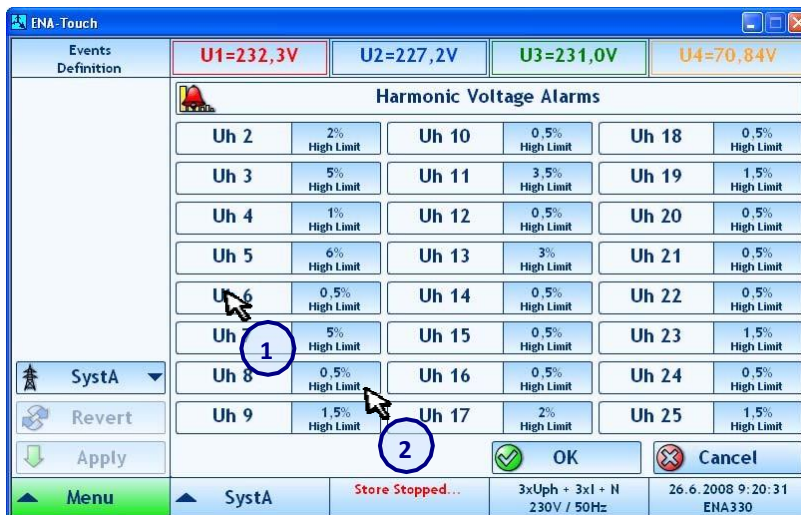 ENA-Touch
Events
Definition
U1=232,3V
U2=227,2V
U3=231,0V
U4=70,84V
Harmonic Voltage Alarms
Uh 2
2%
High Limit
Uh 10
0,5%
High Limit
Uh 18
0,5%
High Limit
Uh 3
5%
High Limit
Uh 11
3,5%
High Limit
Uh 19
1,5%
High Limit
Uh 4
1%
High Limit
Uh 12
0,5%
High Limit
Uh 20
0,5%
High Limit
Uh 5
6%
High Limit
Uh 13
3%
High Limit
Uh 21
0,5%
High Limit
Uh 6
0,5%
High Limit
Uh 14
0,5%
High Limit
Uh 22
0,5%
High Limit
Uh 7
5%
High Limit
Uh 15
0,5%
High Limit
Uh 23
1,5%
High Limit
1
Uh 8
0,5%
High Limit
Uh 16
0,5%
High Limit
Uh 24
0,5%
High Limit
Uh 9
1,5%
High Limit
Uh 17
2%
High Limit
Uh 25
1,5%
High Limit
2
SystA
Revert
Apply
OK
Cancel
Menu
SystA
Store Stopped...
3xUph + 3xI + N
230V / 50Hz
26.6.2008 9:20:31
ENA330